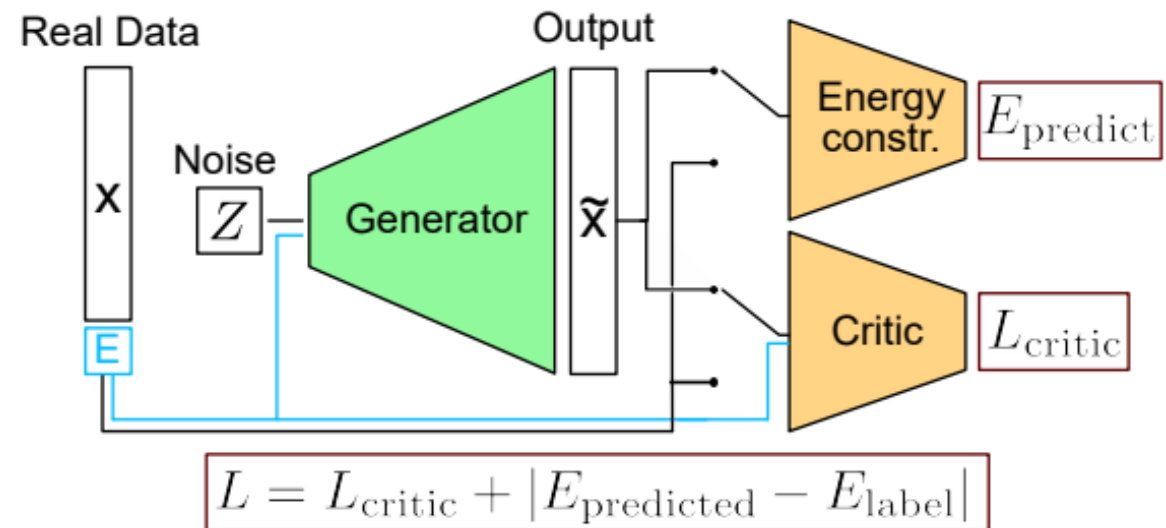 Real Data
Output
Noise
X
Z
Generator
x̃
Energy
constr.
E_predict
E
Critic
L_critic
L = L_critic + |E_predicted − E_label|